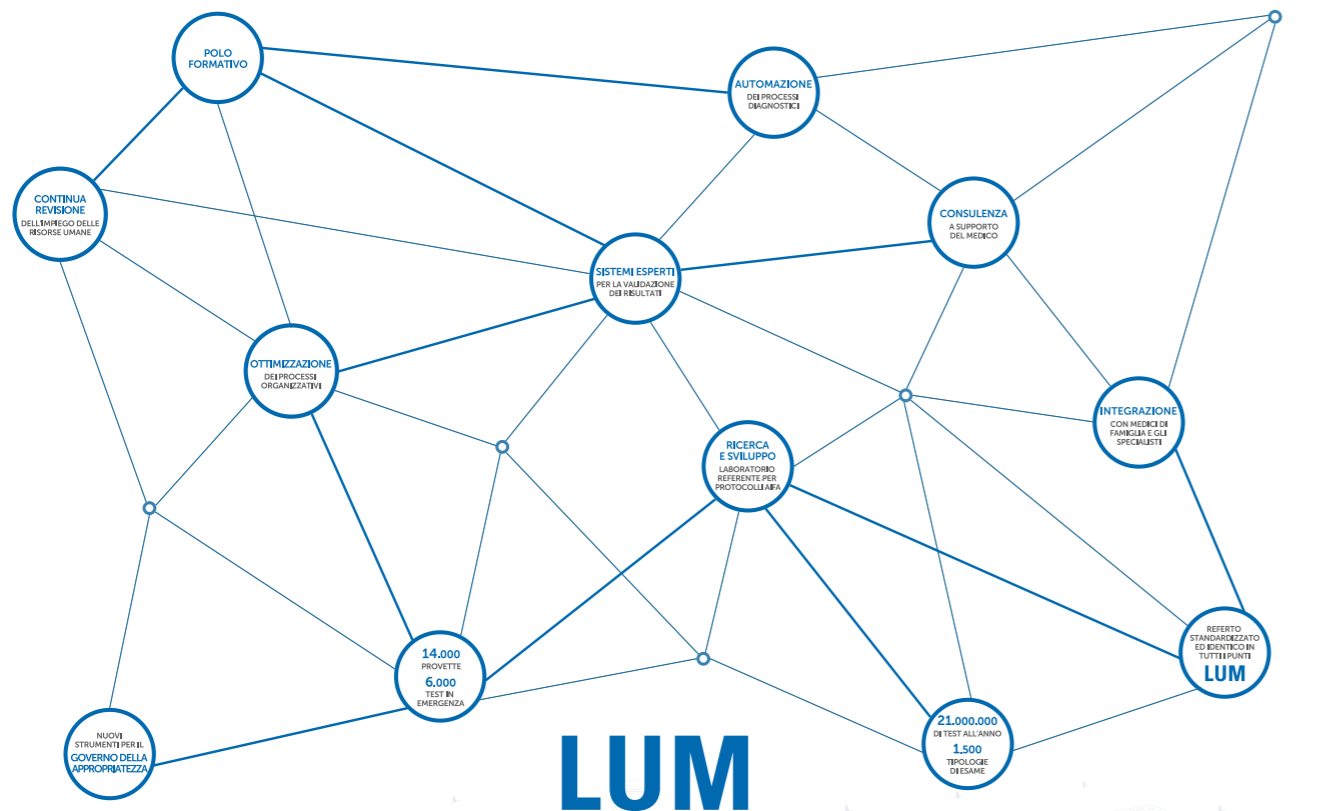 POLO
FORMATIVO
AUTOMAZIONE
DEI PROCESSI
DIAGNOSTICI
CONTINUA
REVISIONE
DELL'IMPIEGO DELLE
RISORSE UMANE
CONSULENZA
A SUPPORTO
DEL MEDICO
SISTEMI ESPERTI
PER LA VALIDAZIONE
DEI RISULTATI
OTTIMIZZAZIONE
DEI PROCESSI
ORGANIZZATIVI
INTEGRAZIONE
CON MEDICI DI
FAMIGLIA E GLI
SPECIALISTI
RICERCA
E SVILUPPO
LABORATORIO
REFERENTE PER
PROTOCOLLI AIFA
14.000
PROVETTE
6.000
TEST IN
EMERGENZA
REFERTO
STANDARDIZZATO
ED IDENTICO IN
TUTTI I PUNTI
LUM
NUOVI
STRUMENTI PER IL
GOVERNO DELLA
APPROPRIATEZZA
21.000.000
DI TEST ALL'ANNO
1.500
TIPOLOGIE
DI ESAME
LUM